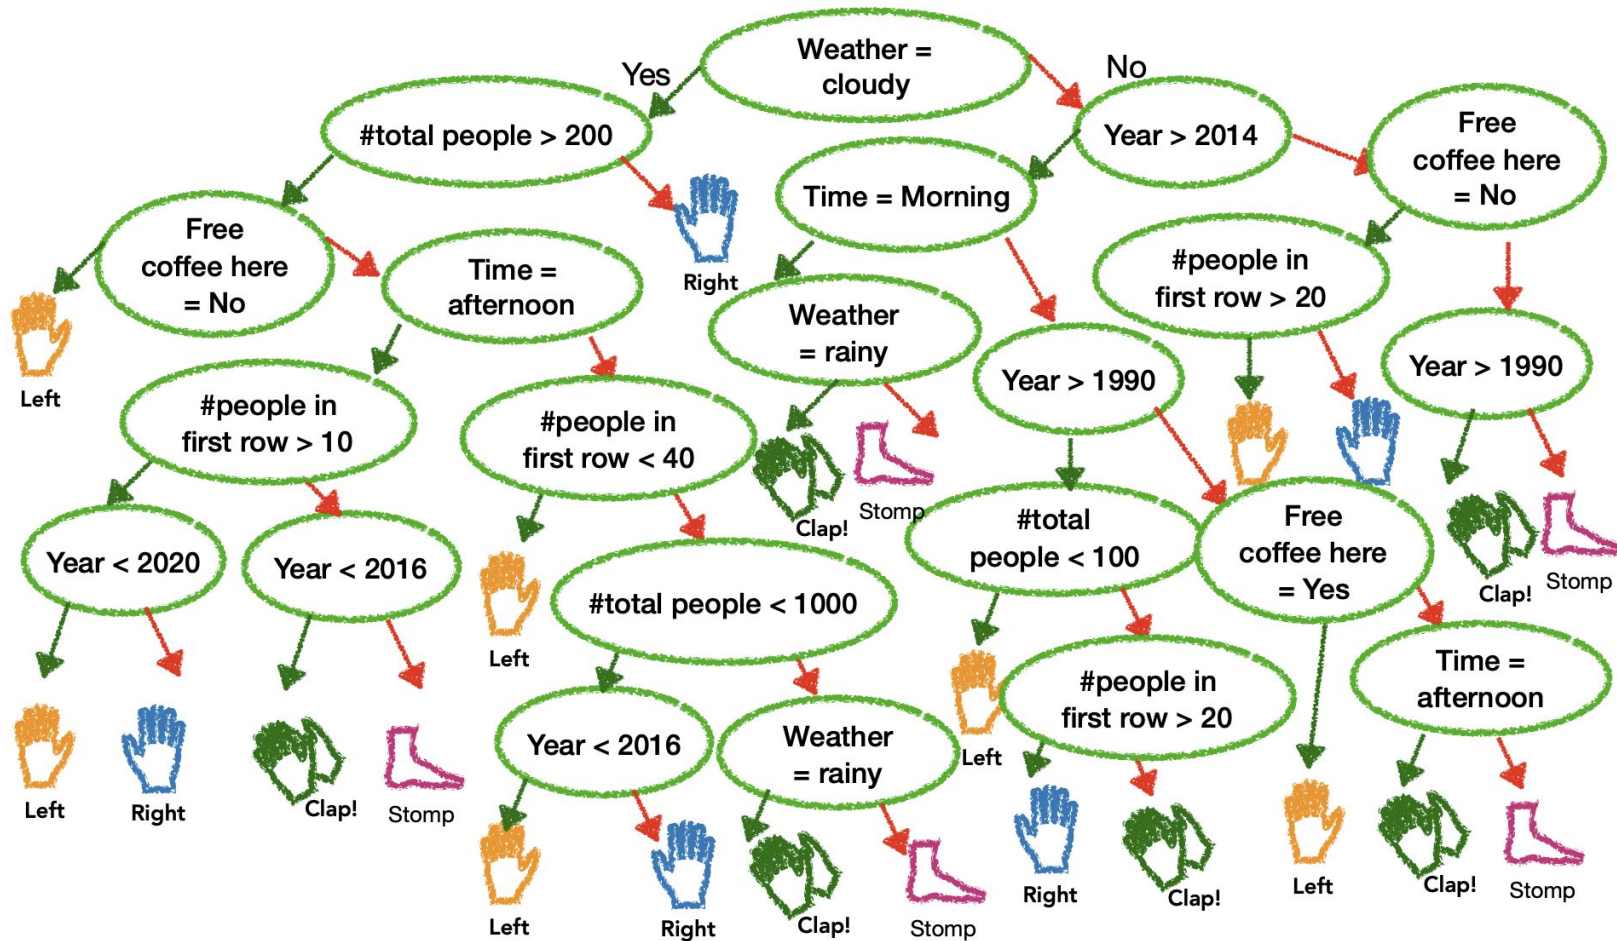 Weather =
cloudy
Yes
No
#total people > 200
Year > 2014
Free
coffee here
= No
Time = Morning
Free
coffee here
= No
Time =
afternoon
Right
#people in
first row > 20
Weather
= rainy
Year > 1990
Year > 1990
Left
#people in
first row > 10
#people in
first row < 40
Clap!
Stomp
#total
people < 100
Free
coffee here
= Yes
Clap!
Stomp
Year < 2020
Year < 2016
Left
#total people < 1000
Left
#people in
first row > 20
Time =
afternoon
Left
Right
Clap!
Stomp
Year < 2016
Weather
= rainy
Right
Clap!
Left
Clap!
Stomp
Left
Right
Clap!
Stomp